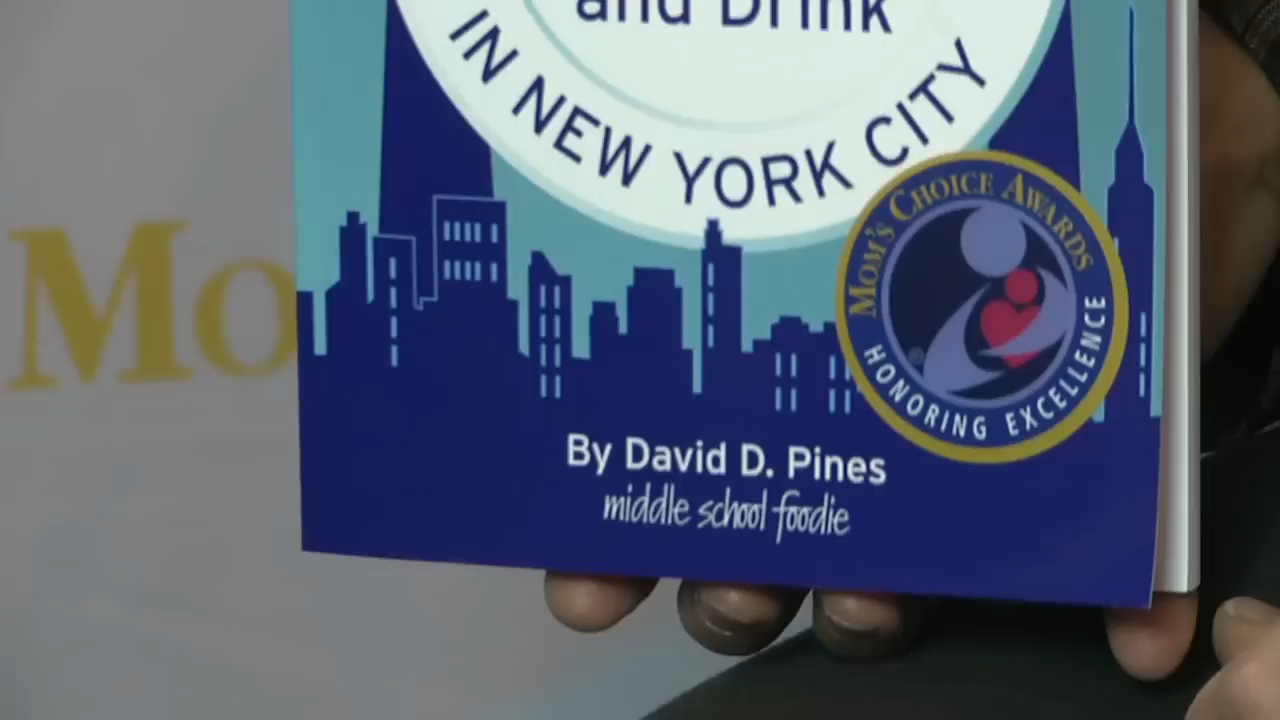 and Drink
IN NEW YORK CITY
MOM'S CHOICE AWARDS
HONORING EXCELLENCE
®
Mo
By David D. Pines
middle school foodie